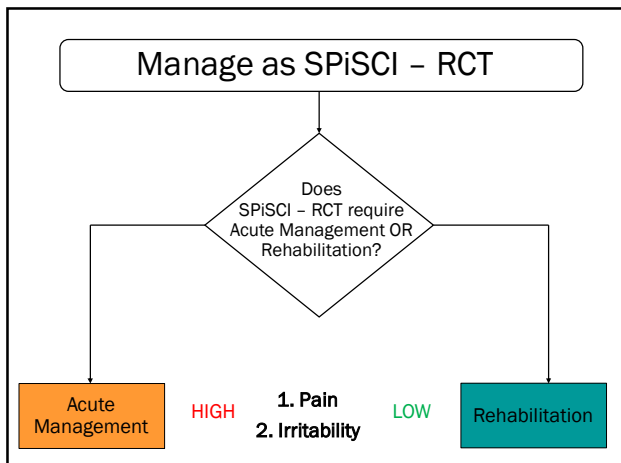 Manage as SPiSCI – RCT
Does
SPiSCI – RCT require
Acute Management OR
Rehabilitation?
Acute
Management
HIGH
1. Pain
2. Irritability
LOW
Rehabilitation